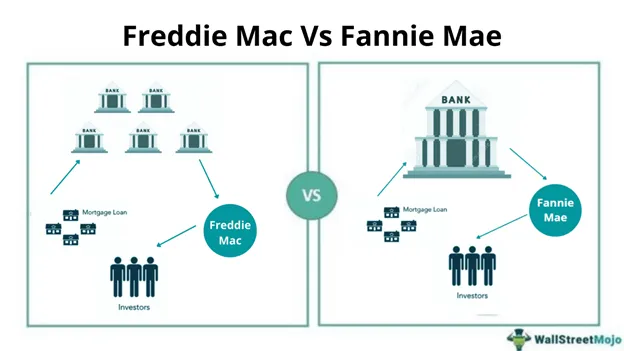 Freddie Mac Vs Fannie Mae
BANK
BANK
BANK
BANK
BANK
Mortgage Loan
Freddie
Mac
Investors
VS
BANK
Mortgage Loan
Fannie
Mae
Investors
WallStreetMojo